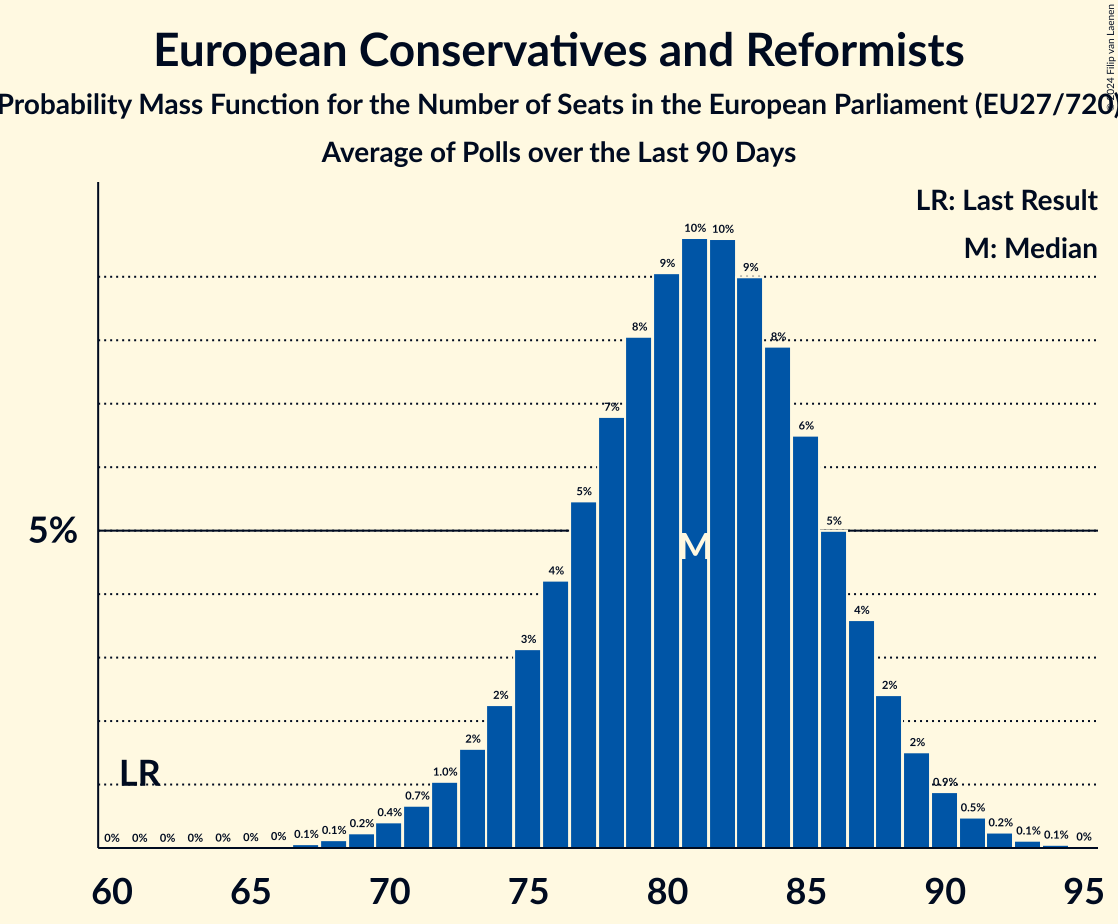 European Conservatives and Reformists
Probability Mass Function for the Number of Seats in the European Parliament (EU27/720)
Average of Polls over the Last 90 Days
© 2024 Filip van Laenen
LR: Last Result
M: Median
10% 10%
9% 9%
8% 8%
7%
6%
5% 5%
5%
M
4%
4%
3%
2% 2%
2% 2%
LR
1.0% 0.9%
0.7%
0.4% 0.5%
0% 0% 0% 0% 0% 0% 0% 0.1% 0.1% 0.2% 0.2% 0.1% 0.1% 0%
60 65 70 75 80 85 90 95